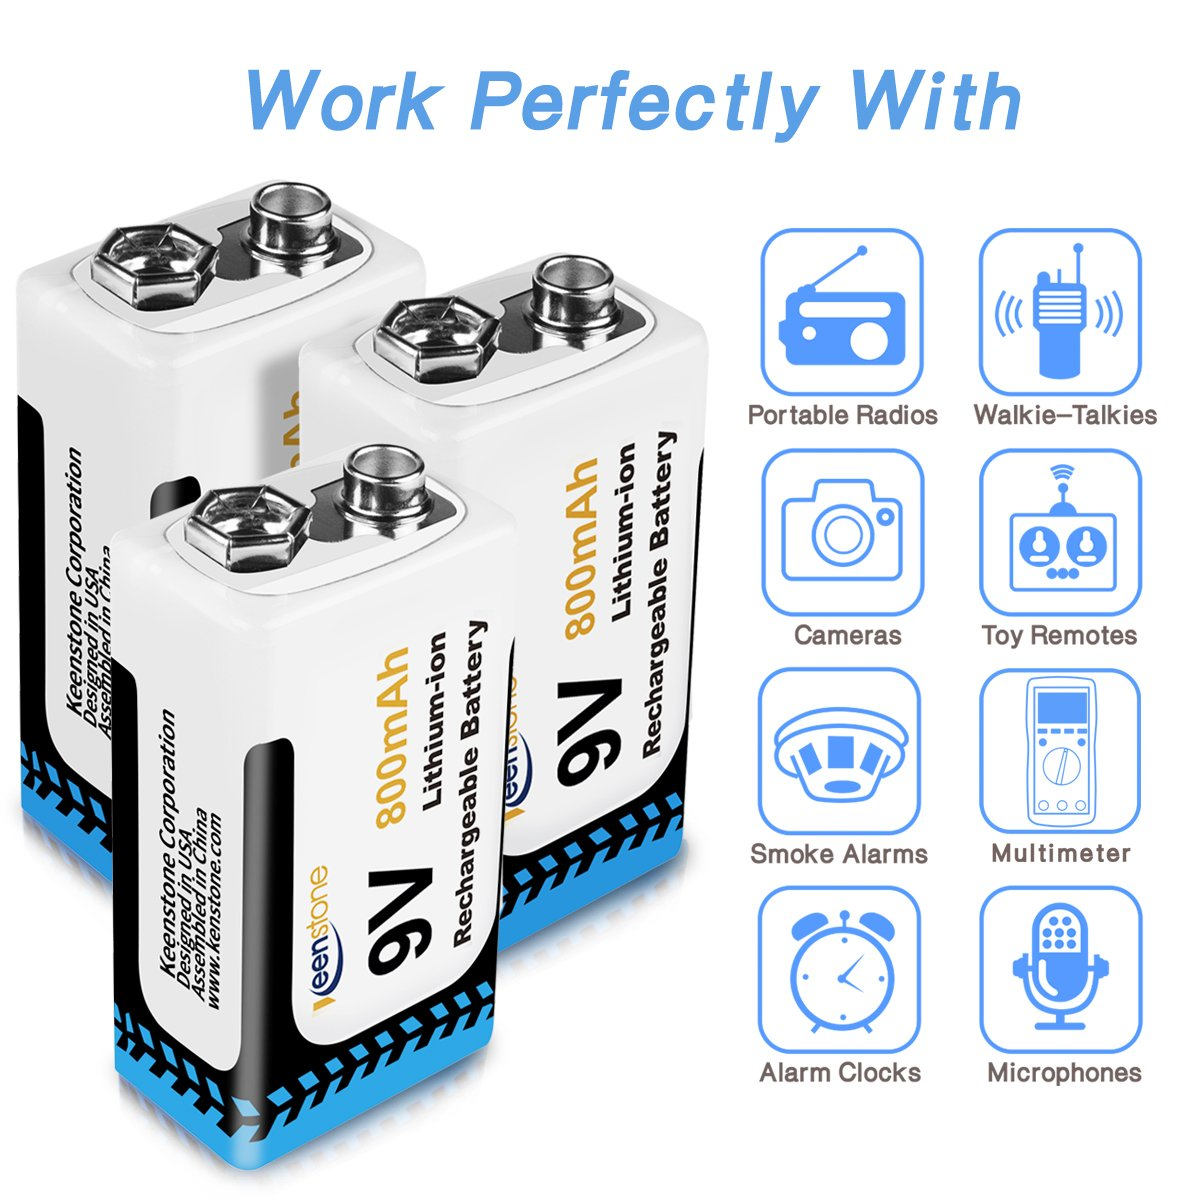 Work Perfectly With
Portable Radios
Walkie-Talkies
Cameras
Toy Remotes
Smoke Alarms
Multimeter
Alarm Clocks
Microphones
Keenstone Corporation
Designed in USA
Assembled in China
mAh
Keenstone
9V
800mAh
Lithium-ion
Rechargeable Battery
Keenstone Corporation
Designed in USA
Assembled in China
www.kenstone.com
Keenstone
9V
800mAh
Lithium-ion
Rechargeable Battery